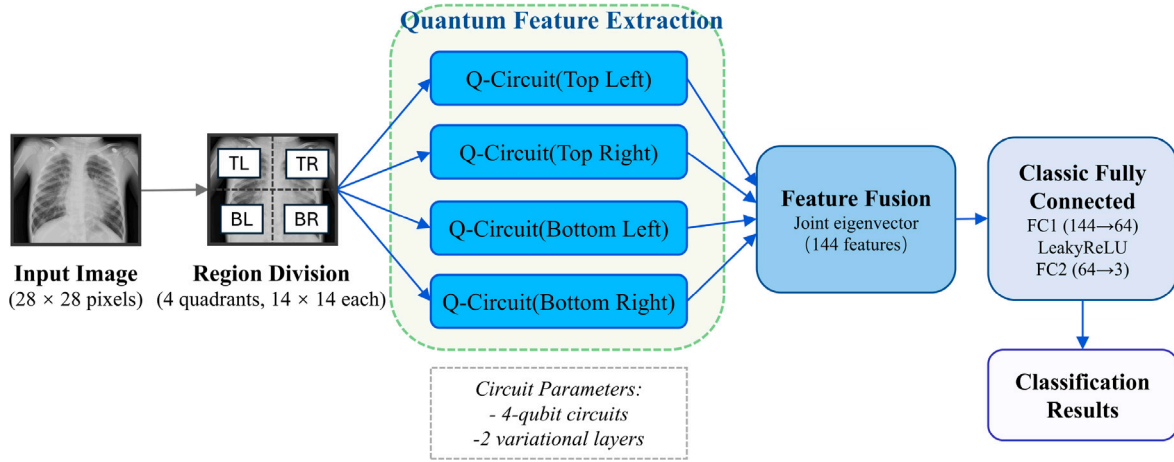 Quantum Feature Extraction
Q-Circuit(Top Left)
Q-Circuit(Top Right)
Q-Circuit(Bottom Left)
Q-Circuit(Bottom Right)
TL
TR
BL
BR
Input Image
(28 × 28 pixels)
Region Division
(4 quadrants, 14 × 14 each)
Feature Fusion
Joint eigenvector
(144 features)
Classic Fully
Connected
FC1 (144→64)
LeakyReLU
FC2 (64→3)
Circuit Parameters:
- 4-qubit circuits
-2 variational layers
Classification
Results